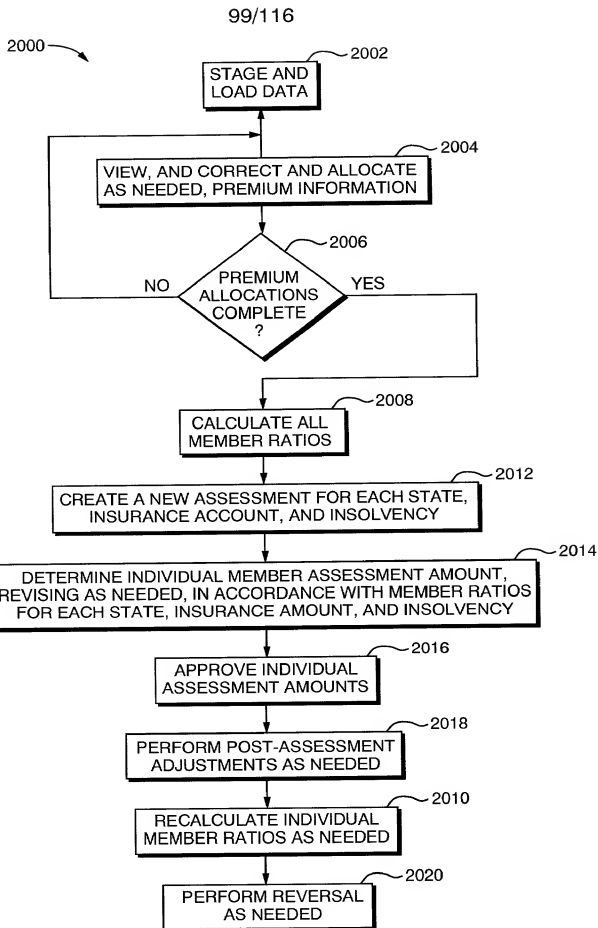 99/116
2000
2002
STAGE AND
LOAD DATA
2004
VIEW, AND CORRECT AND ALLOCATE
AS NEEDED, PREMIUM INFORMATION
2006
PREMIUM
ALLOCATIONS
COMPLETE
?
NO
YES
2008
CALCULATE ALL
MEMBER RATIOS
2012
CREATE A NEW ASSESSMENT FOR EACH STATE,
INSURANCE ACCOUNT, AND INSOLVENCY
2014
DETERMINE INDIVIDUAL MEMBER ASSESSMENT AMOUNT,
REVISING AS NEEDED, IN ACCORDANCE WITH MEMBER RATIOS
FOR EACH STATE, INSURANCE AMOUNT, AND INSOLVENCY
2016
APPROVE INDIVIDUAL
ASSESSMENT AMOUNTS
2018
PERFORM POST-ASSESSMENT
ADJUSTMENTS AS NEEDED
2010
RECALCULATE INDIVIDUAL
MEMBER RATIOS AS NEEDED
2020
PERFORM REVERSAL
AS NEEDED